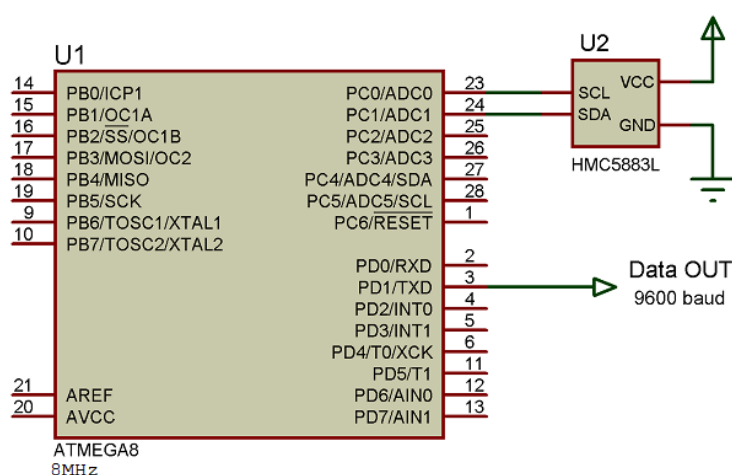 U1
14 PB0/ICP1
15 PB1/OC1A
16 PB2/SS/OC1B
17 PB3/MOSI/OC2
18 PB4/MISO
19 PB5/SCK
9 PB6/TOSC1/XTAL1
10 PB7/TOSC2/XTAL2
21 AREF
20 AVCC
PC0/ADC0 23
PC1/ADC1 24
PC2/ADC2 25
PC3/ADC3 26
PC4/ADC4/SDA 27
PC5/ADC5/SCL 28
PC6/RESET 1
PD0/RXD 2
PD1/TXD 3
PD2/INT0 4
PD3/INT1 5
PD4/T0/XCK 6
PD5/T1 11
PD6/AIN0 12
PD7/AIN1 13
ATMEGA8
8MHz
U2
SCL
SDA
VCC
GND
HMC5883L
Data OUT
9600 baud